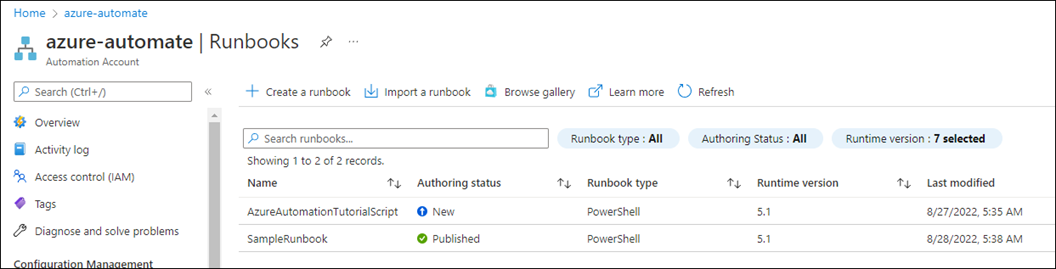 Home > azure-automate >
azure-automate | Runbooks ...
Automation Account
Search (Ctrl+/) «
Overview
Activity log
Access control (IAM)
Tags
Diagnose and solve problems
Configuration Management
+ Create a runbook Import a runbook Browse gallery Learn more Refresh
Search runbooks... Runbook type : All Authoring Status : All Runtime version : 7 selected
Showing 1 to 2 of 2 records.
Name ↑↓ Authoring status ↑↓ Runbook type Runtime version ↑↓ Last modified
AzureAutomationTutorialScript New PowerShell 5.1 8/27/2022, 5:35 AM
SampleRunbook Published PowerShell 5.1 8/28/2022, 5:38 AM